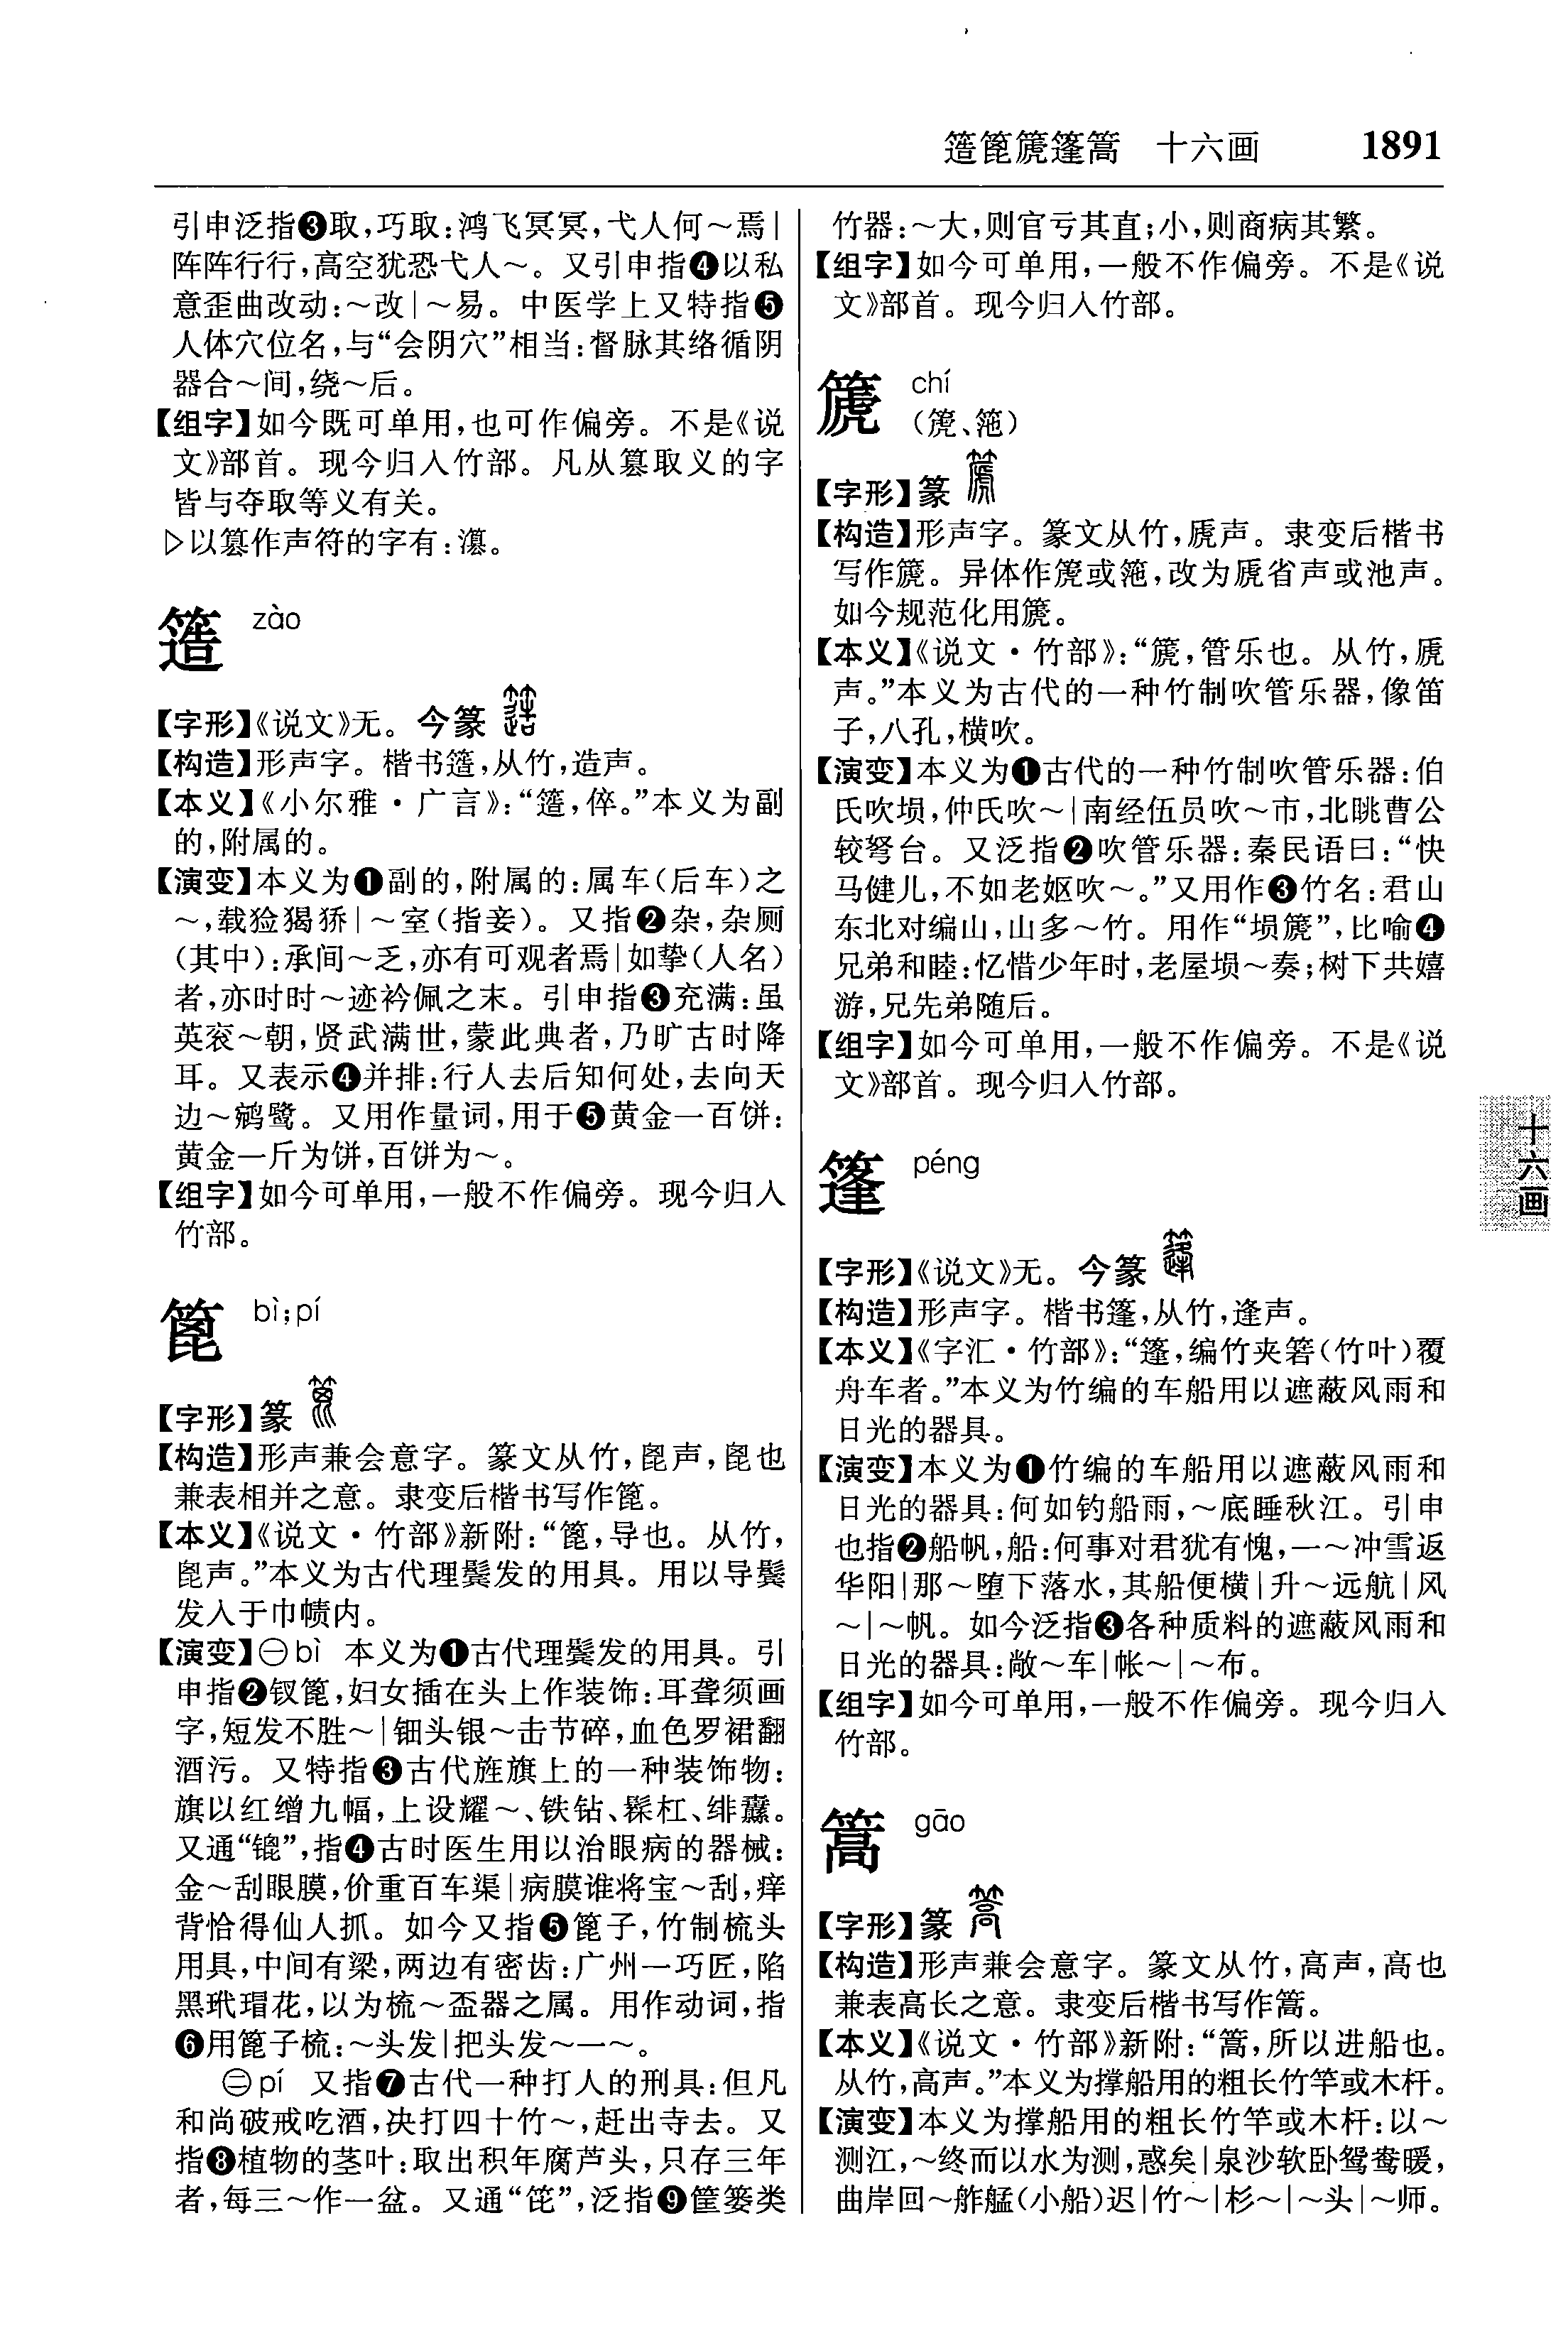 簉篦篪篷篙　十六画　1891
引申泛指❸取,巧取:鸿飞冥冥,弋人何～焉|
阵阵行行,高空犹恐弋人～。又引申指❹以私
意歪曲改动:～改|～易。中医学上又特指❺
人体穴位名,与“会阴穴”相当:督脉其络循阴
器合～间,绕～后。
【组字】如今既可单用,也可作偏旁。不是《说
文》部首。现今归入竹部。凡从篡取义的字
皆与夺取等义有关。
▷以篡作声符的字有:
簉 zào
【字形】《说文》无。今篆
【构造】形声字。楷书簉,从竹,造声。
【本义】《小尔雅·广言》:“簉,倅。”本义为副
的,附属的。
【演变】本义为❶副的,附属的:属车(后车)之
～,载猃猲狮|～室(指妾)。又指❷杂,杂厕
(其中):承间～乏,亦有可观者焉|如挚(人名)
者,亦时时～迹衿佩之末。引申指❸充满:虽
英衮～朝,贤武满世,蒙此典者,乃旷古时降
耳。又表示❹并排:行人去后知何处,去向天
边～鹓鹭。又用作量词,用于❺黄金一百饼:
黄金一斤为饼,百饼为～。
【组字】如今可单用,一般不作偏旁。现今归入
竹部。
篦 bì;pí
【字形】篆
【构造】形声兼会意字。篆文从竹,毘声,毘也
兼表相并之意。隶变后楷书写作篦。
【本义】《说文·竹部》新附:“篦,导也。从竹,
毘声。”本义为古代理鬓发的用具。用以导鬓
发入于巾帻内。
【演变】㊀bì 本义为❶古代理鬓发的用具。引
申指❷钗篦,妇女插在头上作装饰:耳聋须画
字,短发不胜～|钿头银～击节碎,血色罗裙翻
酒污。又特指❸古代旌旗上的一种装饰物:
旗以红缯九幅,上设耀～、铁钻、髹杠、绯纛。
又通“鎞”,指❹古时医生用以治眼病的器械:
金～刮眼膜,价重百车渠|病膜谁将宝～刮,痒
背恰得仙人抓。如今又指❺篦子,竹制梳头
用具,中间有梁,两边有密齿:广州一巧匠,陷
黑玳瑁花,以为梳～盃器之属。用作动词,指
❻用篦子梳:～头发|把头发～一～。
㊁pí 又指❼古代一种打人的刑具:但凡
和尚破戒吃酒,决打四十竹～,赶出寺去。又
指❽植物的茎叶:取出积年腐芦头,只存三年
者,每三～作一盆。又通“笓”,泛指❾筐篓类
竹器:～大,则官亏其直;小,则商病其繁。
【组字】如今可单用,一般不作偏旁。不是《说
文》部首。现今归入竹部。
篪 chí
(箎、竾)
【字形】篆
【构造】形声字。篆文从竹,虒声。隶变后楷书
写作篪。异体作箎或竾,改为虒省声或池声。
如今规范化用篪。
【本义】《说文·竹部》:“篪,管乐也。从竹,虒
声。”本义为古代的一种竹制吹管乐器,像笛
子,八孔,横吹。
【演变】本义为❶古代的一种竹制吹管乐器:伯
氏吹埙,仲氏吹～|南经伍员吹～市,北眺曹公
较弩台。又泛指❷吹管乐器:秦民语曰:“快
马健儿,不如老妪吹～。”又用作❸竹名:君山
东北对编山,山多～竹。用作“埙篪”,比喻❹
兄弟和睦:忆惜少年时,老屋埙～奏;树下共嬉
游,兄先弟随后。
【组字】如今可单用,一般不作偏旁。不是《说
文》部首。现今归入竹部。
篷 péng
【字形】《说文》无。今篆
【构造】形声字。楷书篷,从竹,逢声。
【本义】《字汇·竹部》:“篷,编竹夹箬(竹叶)覆
舟车者。”本义为竹编的车船用以遮蔽风雨和
日光的器具。
【演变】本义为❶竹编的车船用以遮蔽风雨和
日光的器具:何如钓船雨,～底睡秋江。引申
也指❷船帆,船:何事对君犹有愧,一～冲雪返
华阳|那～堕下落水,其船便横|升～远航|风
～|～帆。如今泛指❸各种质料的遮蔽风雨和
日光的器具:敞～车|帐～|～布。
【组字】如今可单用,一般不作偏旁。现今归入
竹部。
篙 gāo
【字形】篆
【构造】形声兼会意字。篆文从竹,高声,高也
兼表高长之意。隶变后楷书写作篙。
【本义】《说文·竹部》新附:“篙,所以进船也。
从竹,高声。”本义为撑船用的粗长竹竿或木杆。
【演变】本义为撑船用的粗长竹竿或木杆:以～
测江,～终而以水为测,惑矣|泉沙软卧鸳鸯暖,
曲岸回～舴艋(小船)迟|竹～|杉～|～头|～师。
十六画